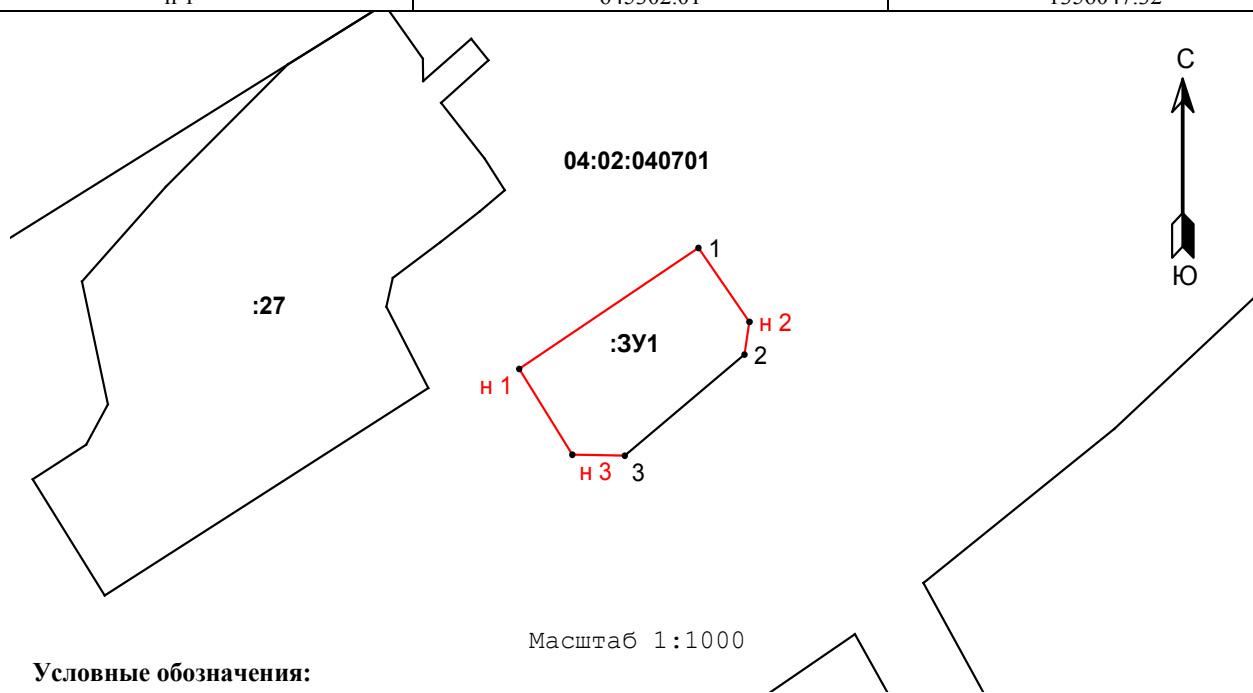 С
04:02:040701
1
Ю
:27
н 2
:ЗУ1
2
н 1
н 3
3
Масштаб 1:1000
Условные обозначения: